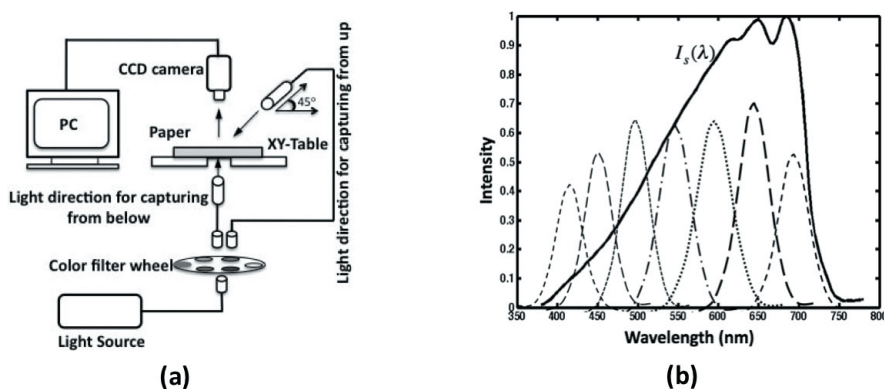 CCD camera
PC
45°
Paper
XY-Table
Light direction for capturing
from below
Light direction for capturing from up
Color filter wheel
Light Source
(a)
1
0.9
0.8
0.7
0.6
0.5
0.4
0.3
0.2
0.1
0
Intensity
I_s(λ)
350 400 450 500 550 600 650 700 750 800
Wavelength (nm)
(b)